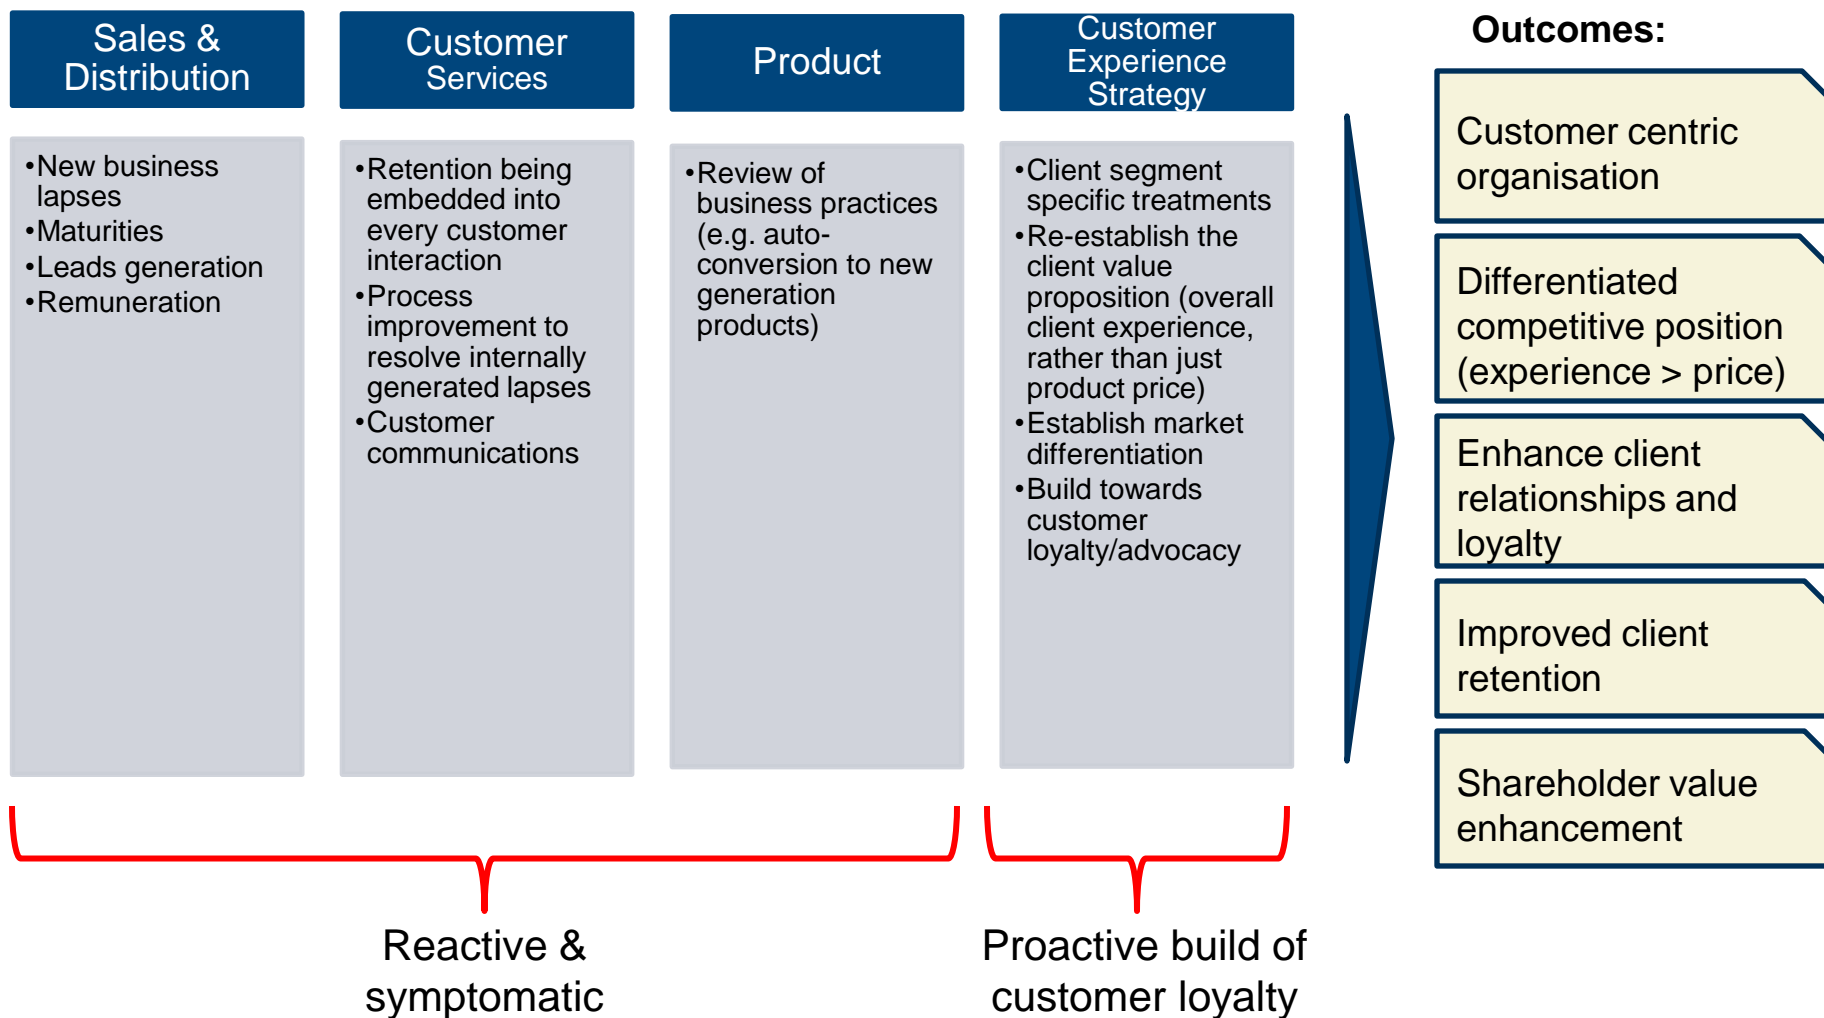 Sales &
Distribution
•New business
lapses
•Maturities
•Leads generation
•Remuneration
Customer
Services
•Retention being
embedded into
every customer
interaction
•Process
improvement to
resolve internally
generated lapses
•Customer
communications
Product
•Review of
business practices
(e.g. auto-
conversion to new
generation
products)
Customer
Experience
Strategy
•Client segment
specific treatments
•Re-establish the
client value
proposition (overall
client experience,
rather than just
product price)
•Establish market
differentiation
•Build towards
customer
loyalty/advocacy
Reactive &
symptomatic
Proactive build of
customer loyalty
Outcomes:
Customer centric
organisation
Differentiated
competitive position
(experience > price)
Enhance client
relationships and
loyalty
Improved client
retention
Shareholder value
enhancement